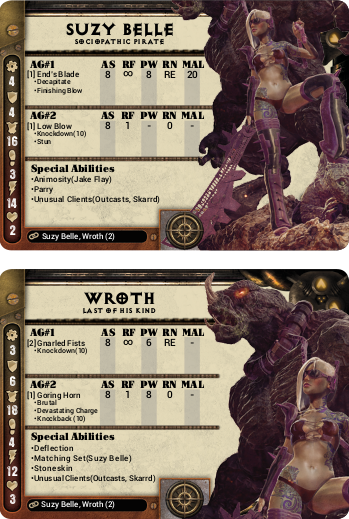 SUZY BELLE
SOCIOPATHIC PIRATE
AG#1 AS RF PW RN MAL
[1] End's Blade 8 ∞ 8 RE 20
•Decapitate
•Finishing Blow
AG#2 AS RF PW RN MAL
[1] Low Blow 8 1 - 0 -
•Knockdown(10)
•Stun
Special Abilities
•Animosity(Jake Flay)
•Parry
•Unusual Clients(Outcasts, Skarrd)
4
4
16
3
14
2
Suzy Belle, Wroth (2)
WROTH
LAST OF HIS KIND
AG#1 AS RF PW RN MAL
[2] Gnarled Fists 8 ∞ 6 RE -
•Knockdown(10)
AG#2 AS RF PW RN MAL
[1] Goring Horn 8 1 8 0 -
•Brutal
•Devastating Charge
•Knockback (10)
Special Abilities
•Deflection
•Matching Set(Suzy Belle)
•Stoneskin
•Unusual Clients(Outcasts, Skarrd)
3
6
18
4
12
3
Suzy Belle, Wroth (2)